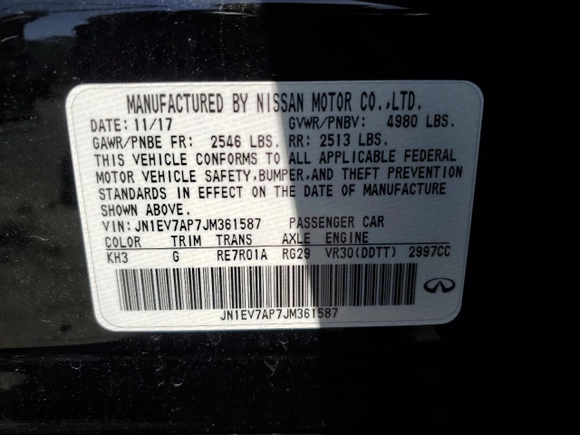 MANUFACTURED BY NISSAN MOTOR CO.,LTD.
DATE: 11/17 GVWR/PNBV: 4980 LBS.
GAWR/PNBE FR: 2546 LBS. RR: 2513 LBS.
THIS VEHICLE CONFORMS TO ALL APPLICABLE FEDERAL
MOTOR VEHICLE SAFETY,BUMPER,AND THEFT PREVENTION
STANDARDS IN EFFECT ON THE DATE OF MANUFACTURE
SHOWN ABOVE.
VIN: JN1EV7AP7JM361587 PASSENGER CAR
COLOR TRIM TRANS AXLE ENGINE
KH3 G RE7R01A RG29 VR30(DDTT) 2997CC
JN1EV7AP7JM361587